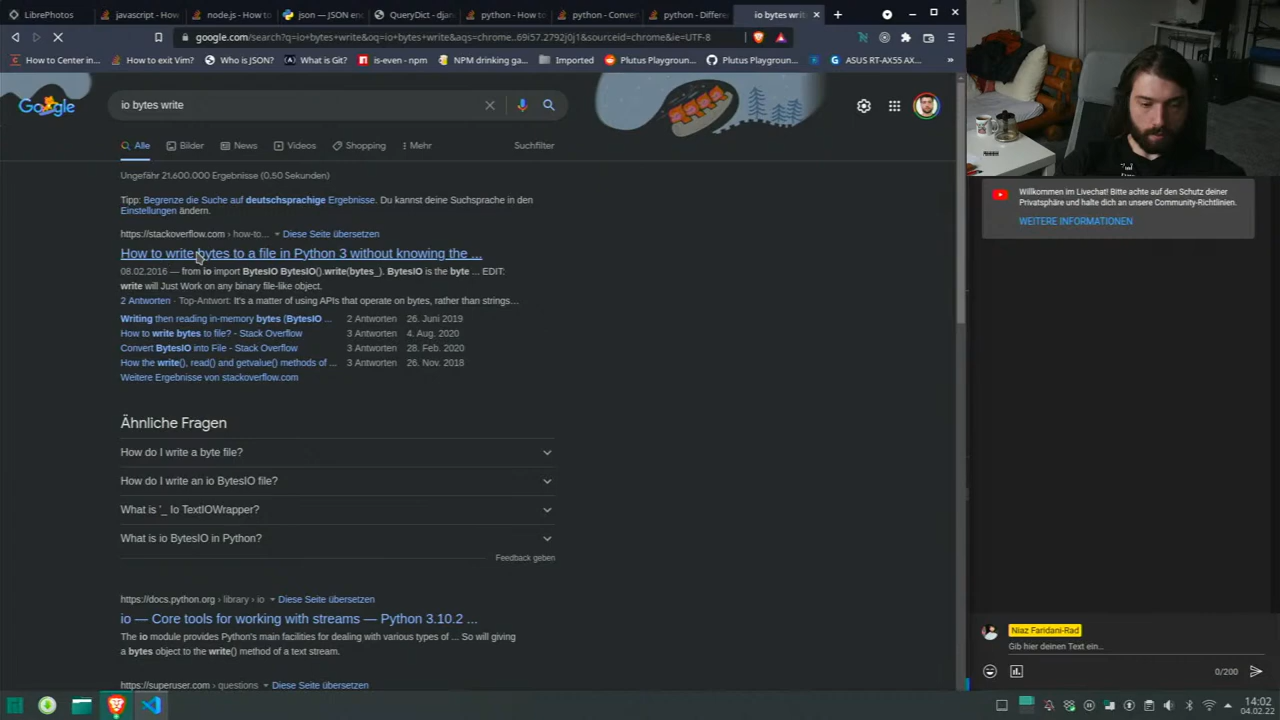 LibrePhotos
javascript - How
node.js - How to
json — JSON en
QueryDict - dja
python - How to
python - Conver
python - Differe
io bytes write
google.com/search?q=io+bytes+write&oq=io+bytes+write&aqs=chrome..69i57.2792j0j1&sourceid=chrome&ie=UTF-8
How to Center in...
How to exit Vim?
Who is JSON?
What is Git?
is-even - npm
NPM drinking ga...
Imported
Plutus Playgroun...
Plutus Playgroun...
ASUS RT-AX55 AX...
»
Google
io bytes write
Alle
Bilder
News
Videos
Shopping
Mehr
Suchfilter
Ungefähr 21.600.000 Ergebnisse (0,50 Sekunden)
Tipp: Begrenze die Suche auf deutschsprachige Ergebnisse. Du kannst deine Suchsprache in den
Einstellungen ändern.
https://stackoverflow.com › how-to... Diese Seite übersetzen
How to write bytes to a file in Python 3 without knowing the ...
08.02.2016 — from io import BytesIO BytesIO().write(bytes_). BytesIO is the byte ... EDIT:
write will Just Work on any binary file-like object.
2 Antworten · Top-Antwort: It's a matter of using APIs that operate on bytes, rather than strings...
Writing then reading in-memory bytes (BytesIO ... 2 Antworten 26. Juni 2019
How to write bytes to file? - Stack Overflow 3 Antworten 4. Aug. 2020
Convert BytesIO into File - Stack Overflow 3 Antworten 28. Feb. 2020
How the write(), read() and getvalue() methods of ... 3 Antworten 26. Nov. 2018
Weitere Ergebnisse von stackoverflow.com
Ähnliche Fragen
How do I write a byte file?
How do I write an io BytesIO file?
What is '_ Io TextIOWrapper?
What is io BytesIO in Python?
Feedback geben
https://docs.python.org › library › io Diese Seite übersetzen
io — Core tools for working with streams — Python 3.10.2 ...
The io module provides Python's main facilities for dealing with various types of ... So will giving
a bytes object to the write() method of a text stream.
https://superuser.com › questions Diese Seite übersetzen
Willkommen im Livechat! Bitte achte auf den Schutz deiner
Privatsphäre und halte dich an unsere Community-Richtlinien.
WEITERE INFORMATIONEN
Niaz Faridani-Rad
Gib hier deinen Text ein...
0/200
14:02
04.02.22